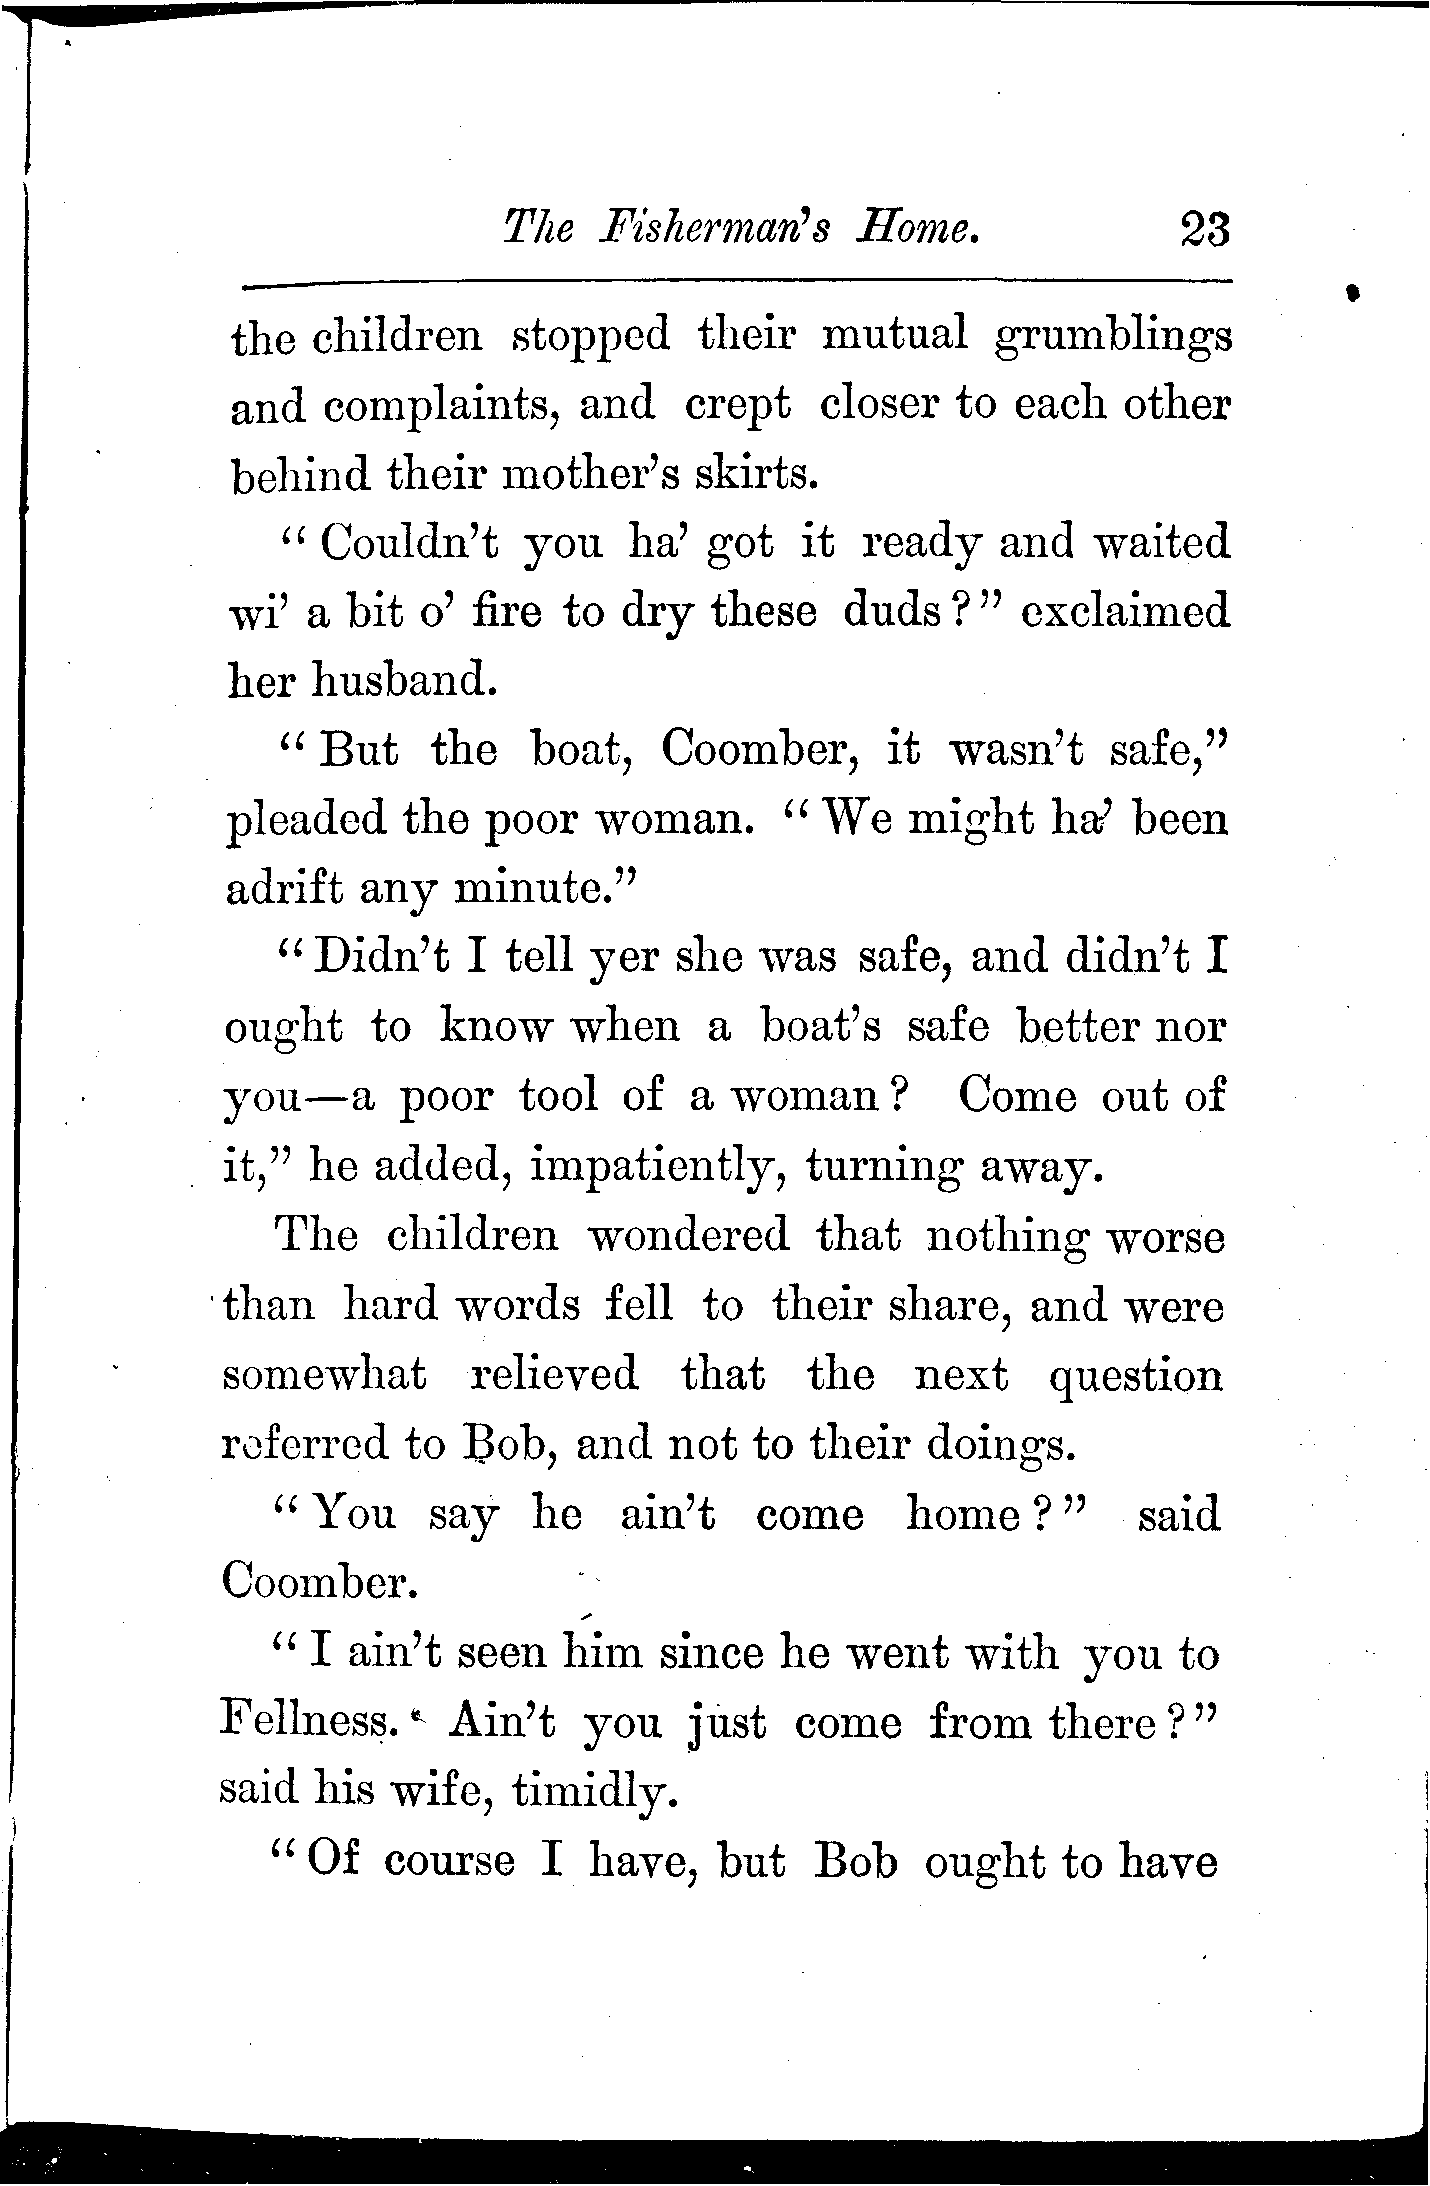 The Fisherman's Home. 23
the children stopped their mutual grumblings
and complaints, and crept closer to each other
behind their mother's skirts.
“Couldn't you ha' got it ready and waited
wi' a bit o' fire to dry these duds?” exclaimed
her husband.
“But the boat, Coomber, it wasn't safe,”
pleaded the poor woman. “We might ha' been
adrift any minute.”
“Didn't I tell yer she was safe, and didn't I
ought to know when a boat's safe better nor
you—a poor tool of a woman? Come out of
it,” he added, impatiently, turning away.
The children wondered that nothing worse
than hard words fell to their share, and were
somewhat relieved that the next question
referred to Bob, and not to their doings.
“You say he ain't come home?” said
Coomber.
“I ain't seen him since he went with you to
Fellness. Ain't you just come from there?”
said his wife, timidly.
“Of course I have, but Bob ought to have